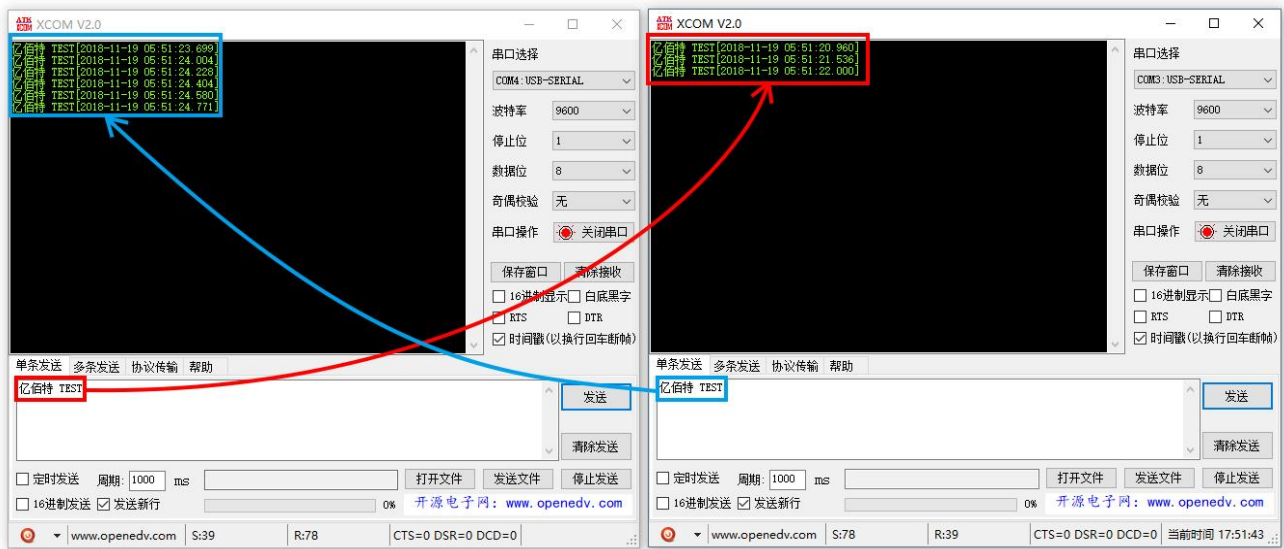 ATK XCOM XCOM V2.0
亿佰特 TEST[2018-11-19 05:51:23.699]
亿佰特 TEST[2018-11-19 05:51:24.004]
亿佰特 TEST[2018-11-19 05:51:24.228]
亿佰特 TEST[2018-11-19 05:51:24.404]
亿佰特 TEST[2018-11-19 05:51:24.580]
亿佰特 TEST[2018-11-19 05:51:24.771]
串口选择
COM4:USB-SERIAL
波特率 9600
停止位 1
数据位 8
奇偶校验 无
串口操作 关闭串口
保存窗口 清除接收
16进制显示 白底黑字
RTS DTR
时间戳(以换行回车断帧)
单条发送 多条发送 协议传输 帮助
亿佰特 TEST
发送
清除发送
定时发送 周期: 1000 ms 打开文件 发送文件 停止发送
16进制发送 发送新行 0% 开源电子网: www.openedv.com
www.openedv.com S:39 R:78 CTS=0 DSR=0 DCD=0
ATK XCOM XCOM V2.0
亿佰特 TEST[2018-11-19 05:51:20.960]
亿佰特 TEST[2018-11-19 05:51:21.536]
亿佰特 TEST[2018-11-19 05:51:22.000]
串口选择
COM3:USB-SERIAL
波特率 9600
停止位 1
数据位 8
奇偶校验 无
串口操作 关闭串口
保存窗口 清除接收
16进制显示 白底黑字
RTS DTR
时间戳(以换行回车断帧)
单条发送 多条发送 协议传输 帮助
亿佰特 TEST
发送
清除发送
定时发送 周期: 1000 ms 打开文件 发送文件 停止发送
16进制发送 发送新行 0% 开源电子网: www.openedv.com
www.openedv.com S:78 R:39 CTS=0 DSR=0 DCD=0 当前时间 17:51:43